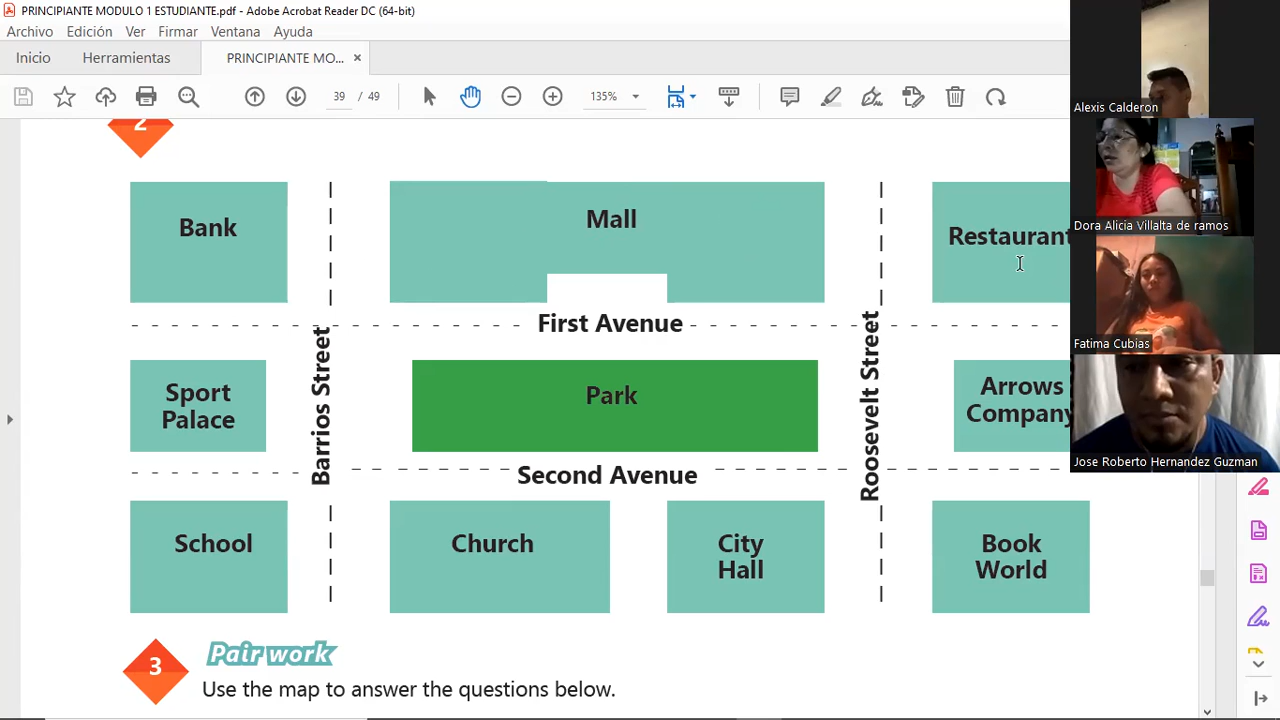 PRINCIPIANTE MODULO 1 ESTUDIANTE.pdf - Adobe Acrobat Reader DC (64-bit)
Archivo Edición Ver Firmar Ventana Ayuda
Inicio Herramientas PRINCIPIANTE MO... ×
39 / 49 135%
2
Bank
Mall
Restaurant
First Avenue
Barrios Street
Roosevelt Street
Sport
Palace
Park
Arrows
Company
Second Avenue
School
Church
City
Hall
Book
World
3
Pair work
Use the map to answer the questions below.
Alexis Calderon
Dora Alicia Villalta de ramos
Fatima Cubias
Jose Roberto Hernandez Guzman